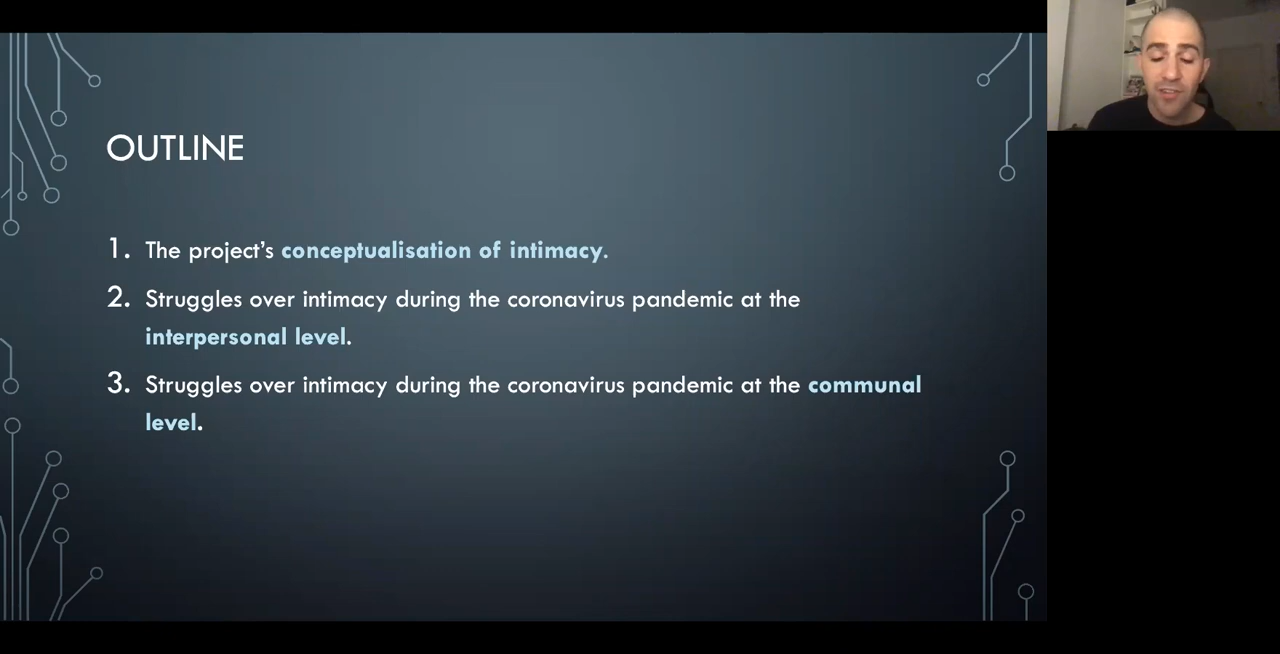 OUTLINE
1. The project's conceptualisation of intimacy.
2. Struggles over intimacy during the coronavirus pandemic at the
interpersonal level.
3. Struggles over intimacy during the coronavirus pandemic at the communal
level.